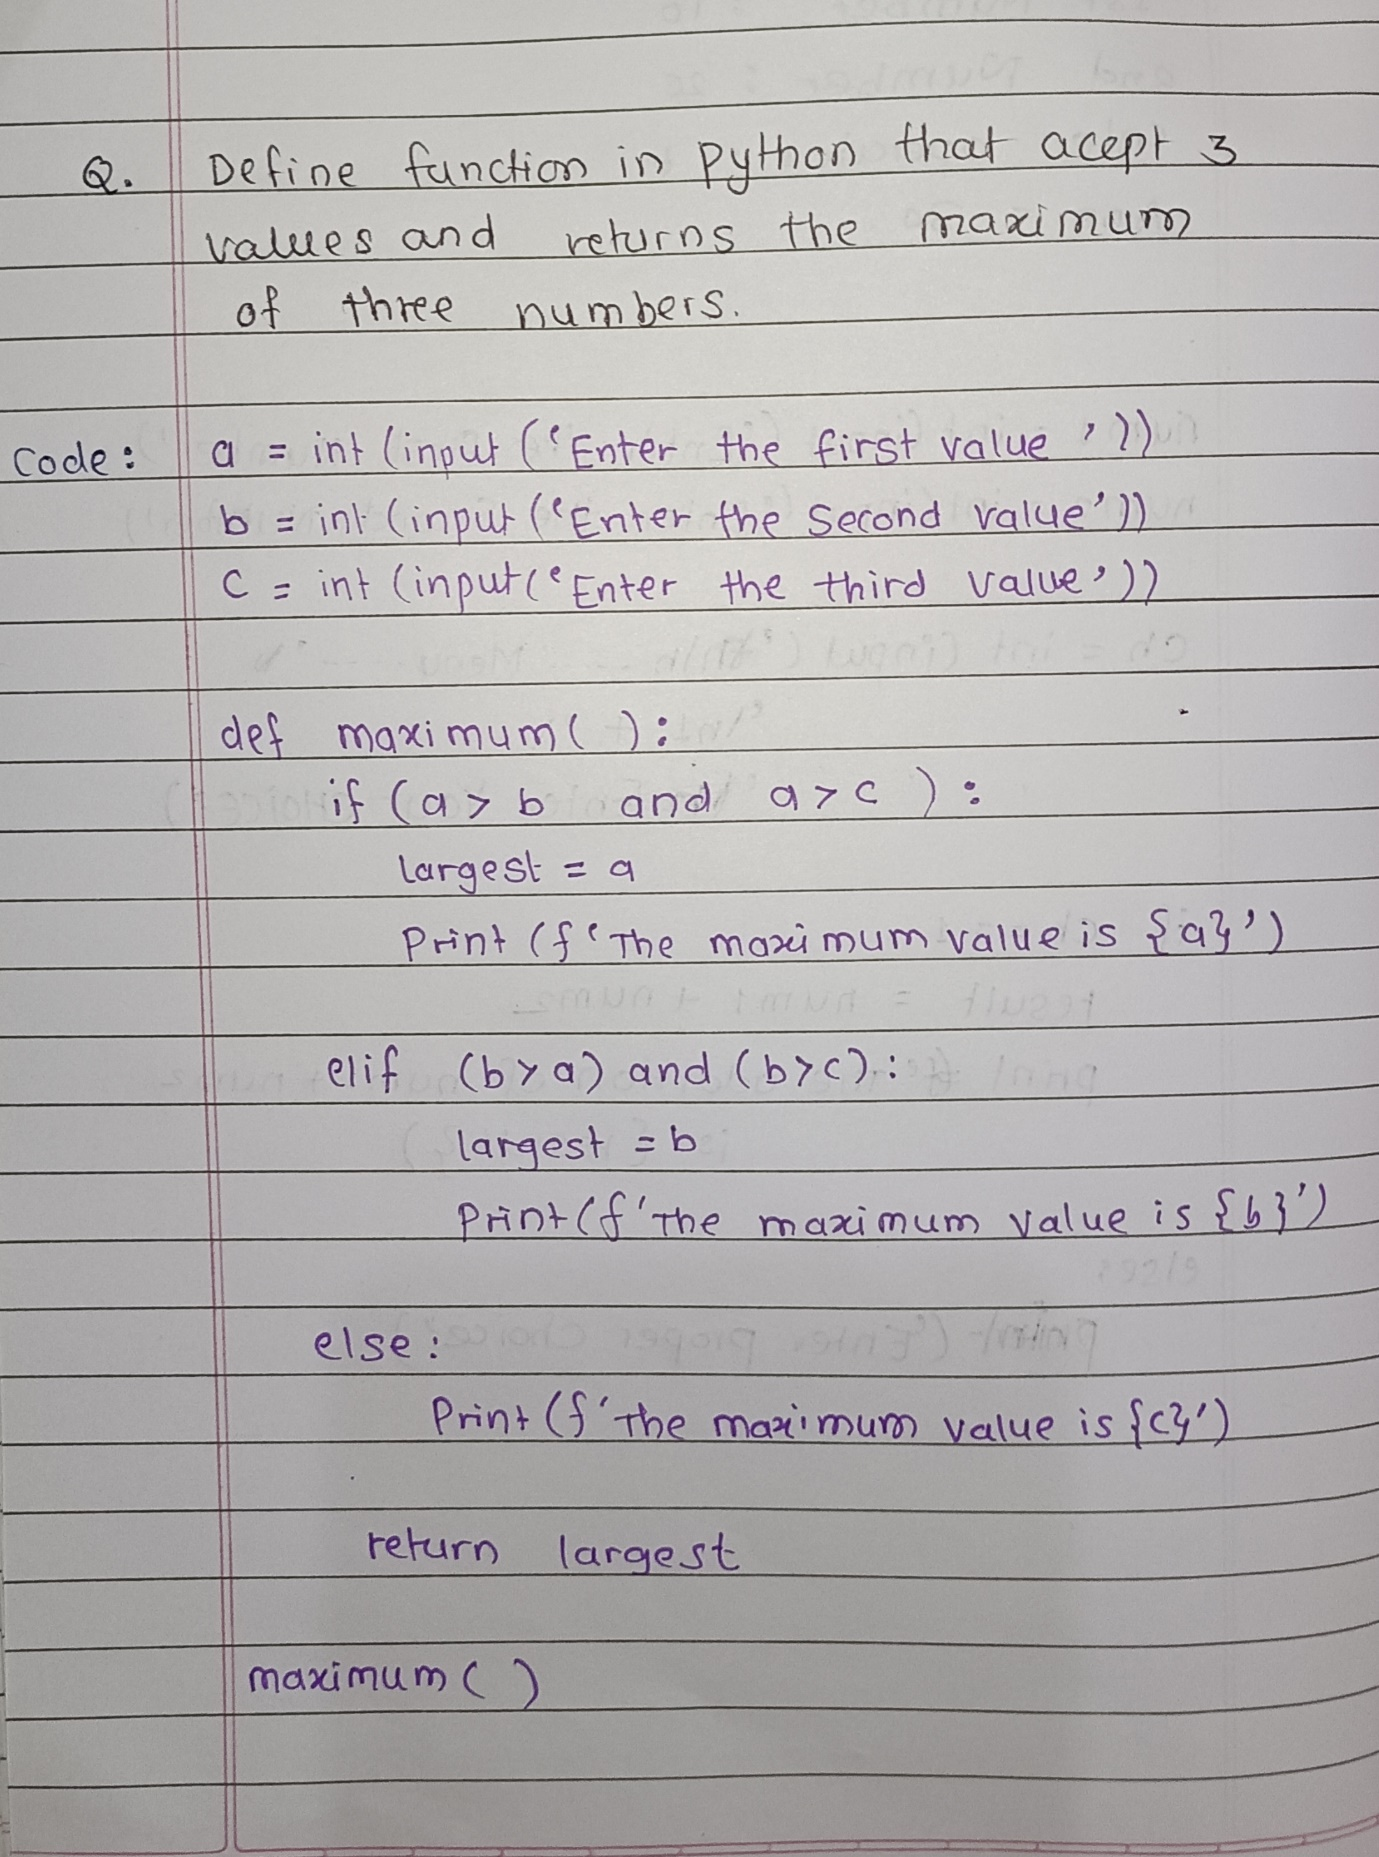 Q. Define function in Python that acept 3
values and returns the maximum
of three numbers.
Code: a = int (input ('Enter the first value '))
b = int (input ('Enter the Second value'))
c = int (input ('Enter the third value'))
def maximum( ):
if (a > b and a > c ) :
largest = a
Print (f 'The maximum value is {a}')
elif (b > a) and (b > c) :
largest = b
Print (f 'The maximum value is {b}')
else :
Print (f 'The maximum value is {c}')
return largest
maximum ( )